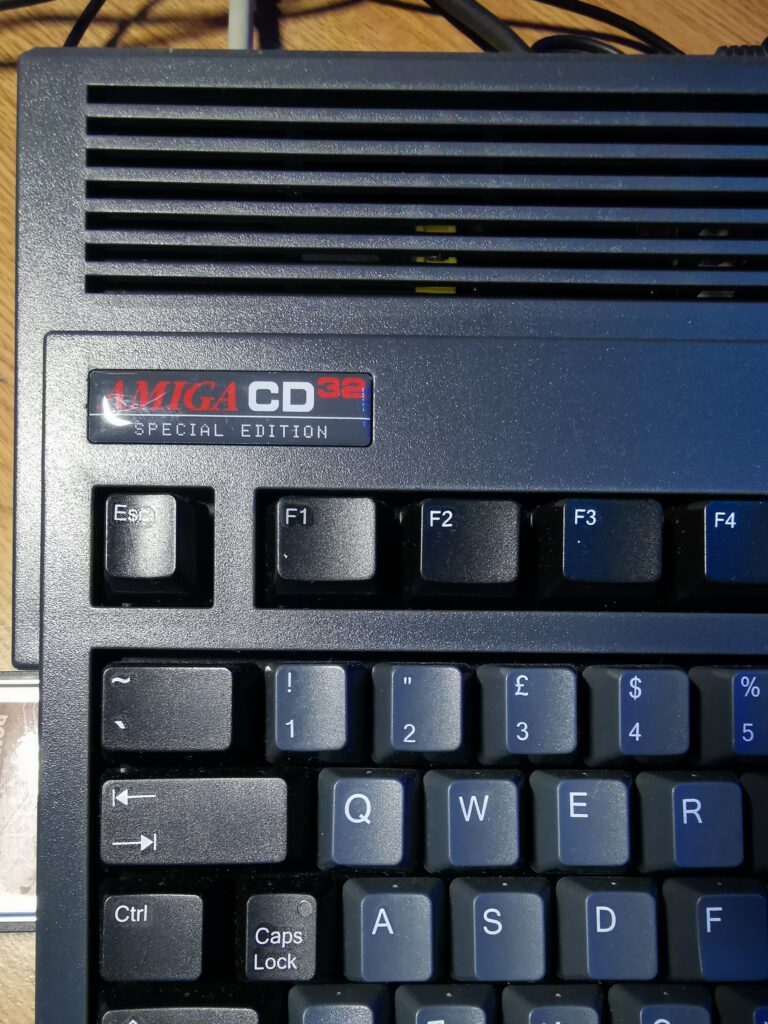 AMIGA CD32
SPECIAL EDITION
Esc F1 F2 F3 F4
~ ! " £ $ %
` 1 2 3 4 5
Q W E R
Ctrl Caps Lock A S D F